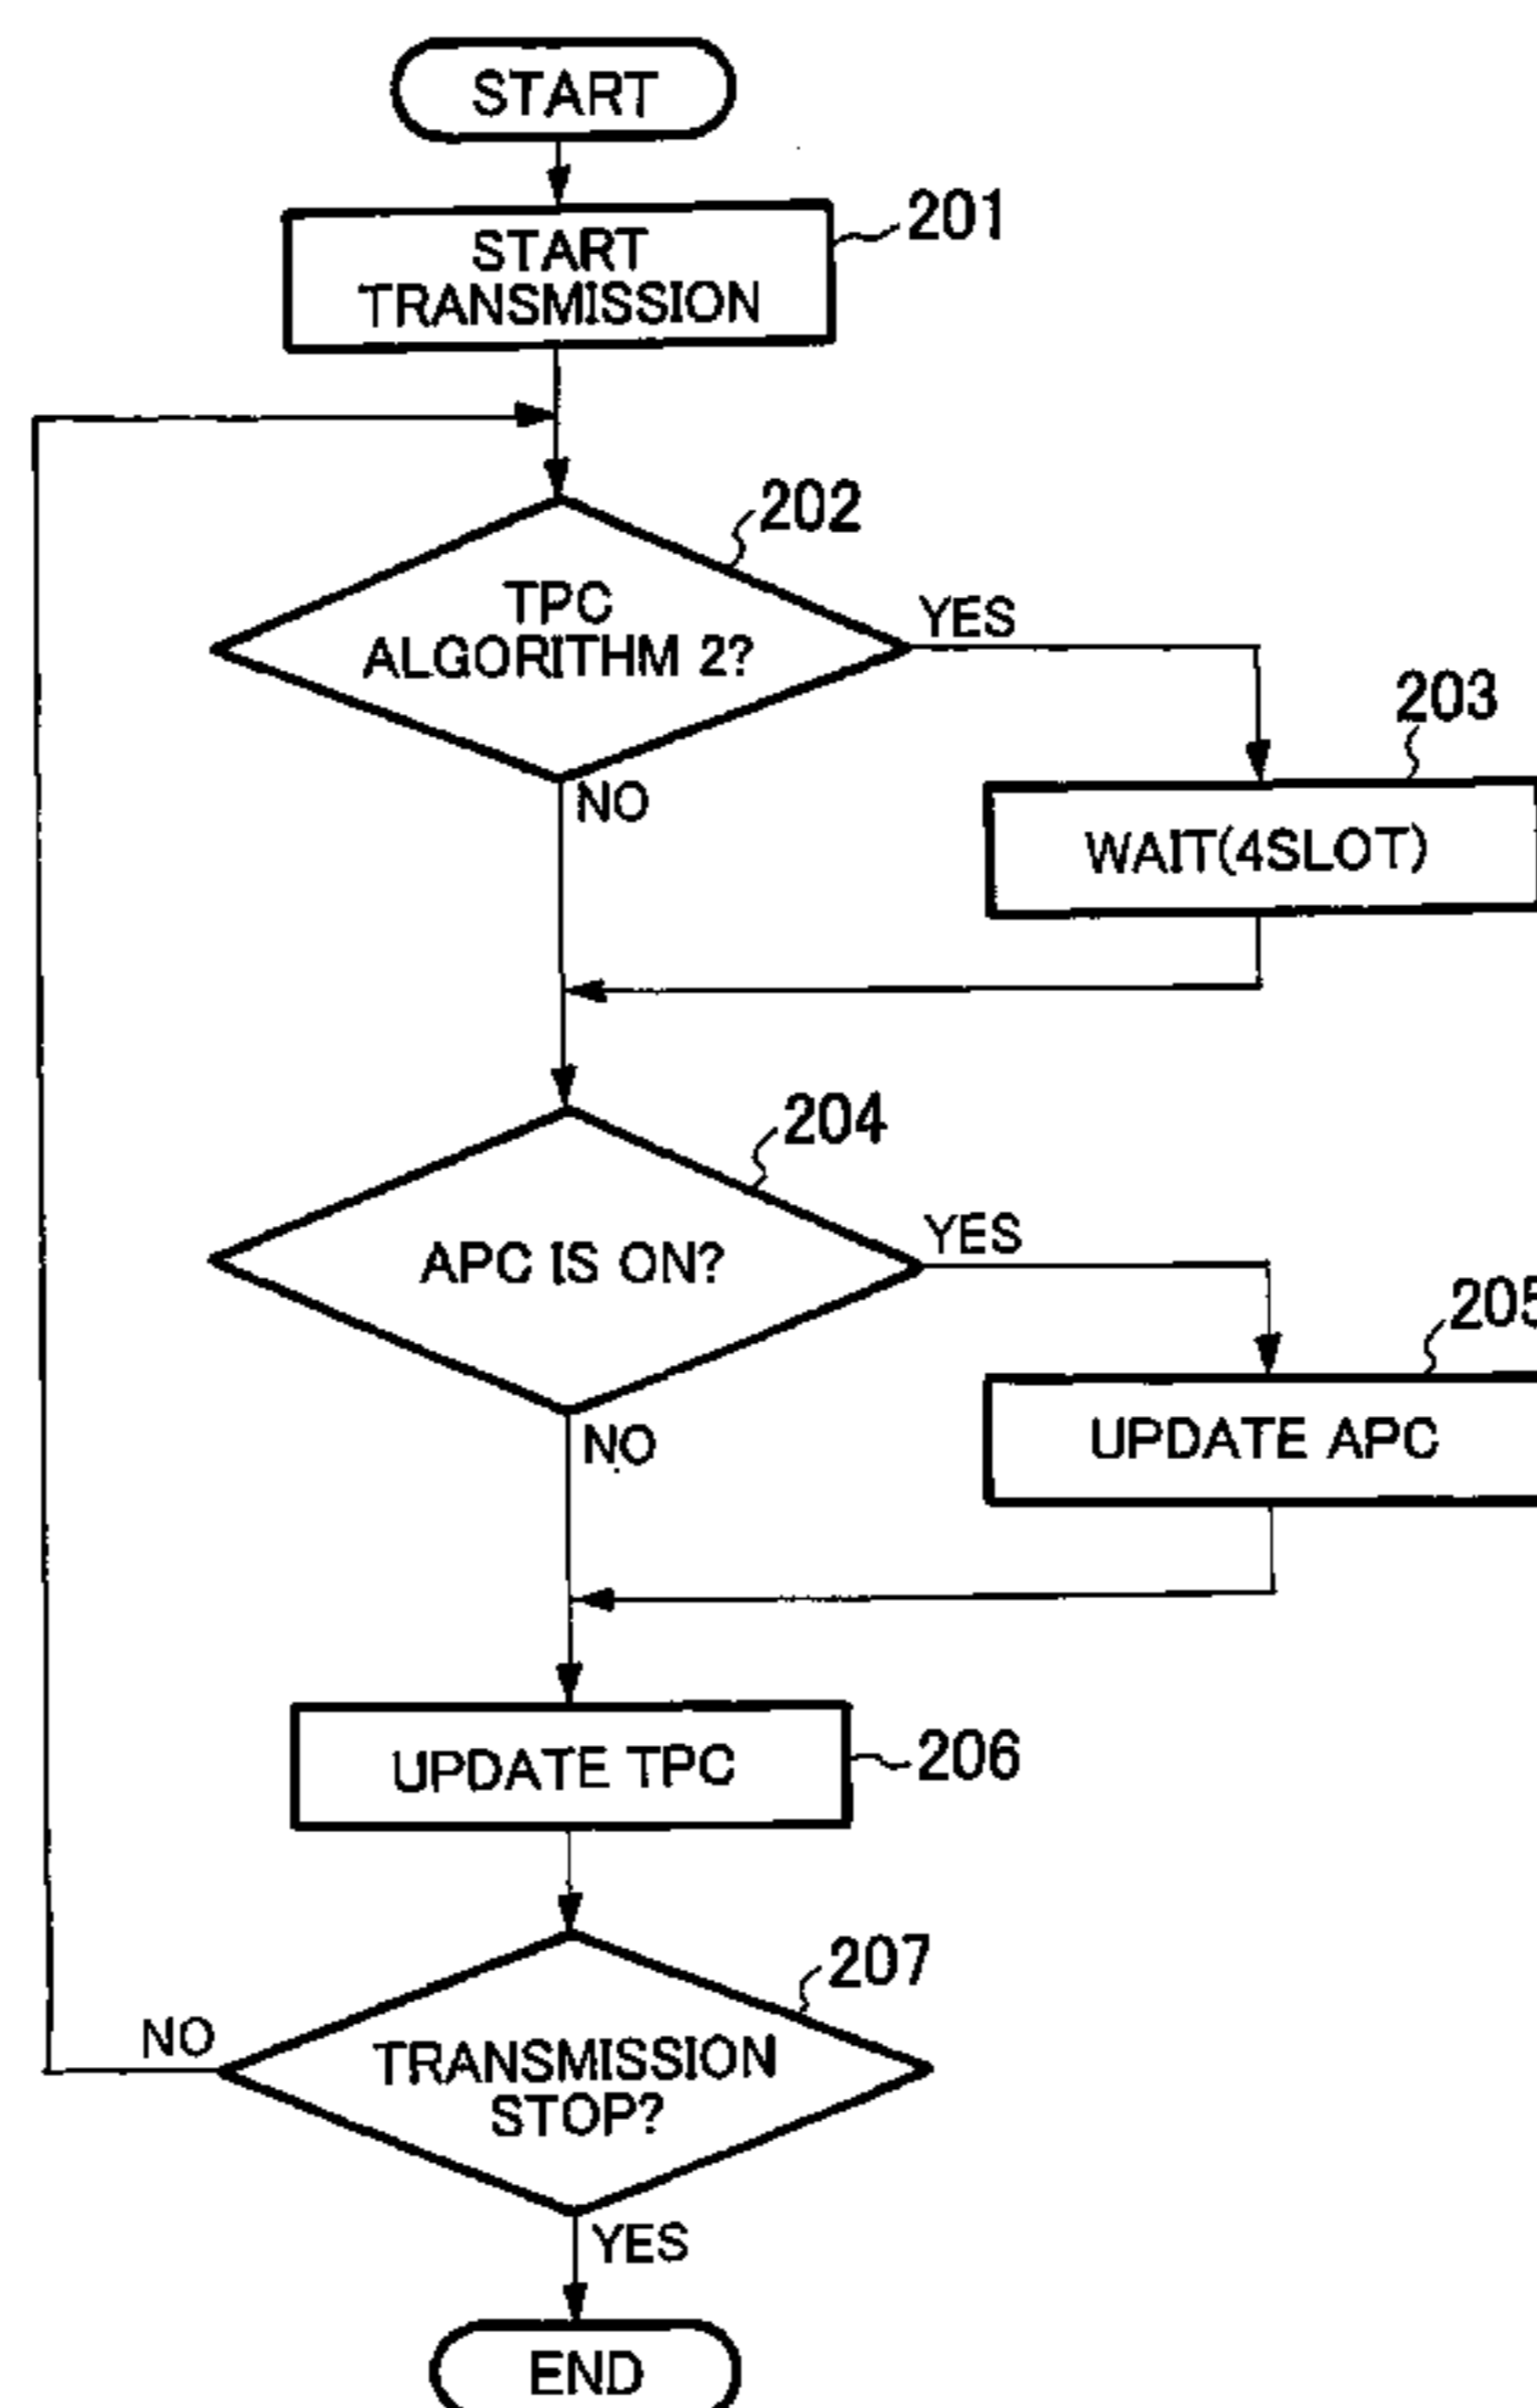 START
START
TRANSMISSION
201
TPC
ALGORITHM 2?
202
YES
NO
203
WAIT(4SLOT)
APC IS ON?
204
YES
NO
205
UPDATE APC
UPDATE TPC
206
TRANSMISSION
STOP?
207
NO
YES
END